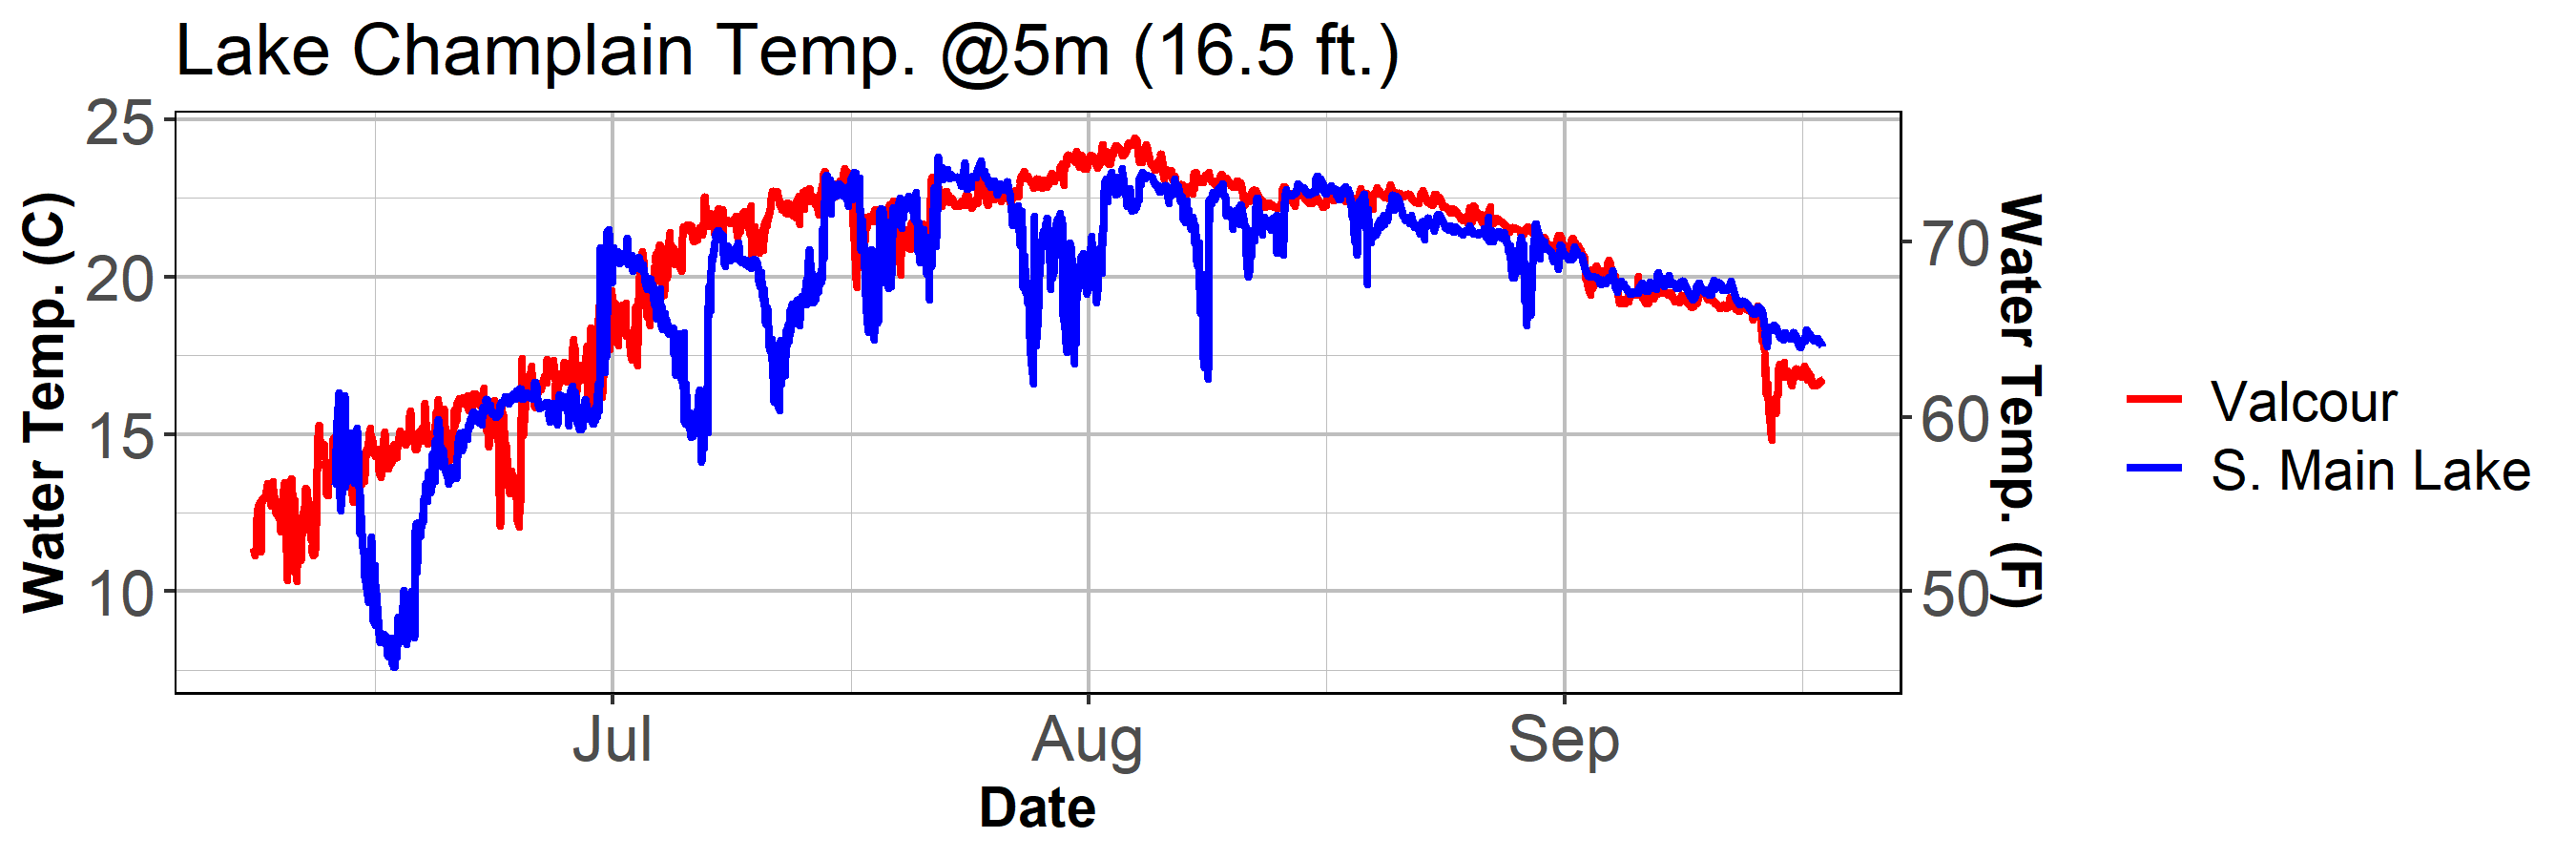 Lake Champlain Temp. @5m (16.5 ft.)
25
20
15
10
Water Temp. (C)
70
60
50
Water Temp. (F)
Jul
Aug
Sep
Date
Valcour
S. Main Lake